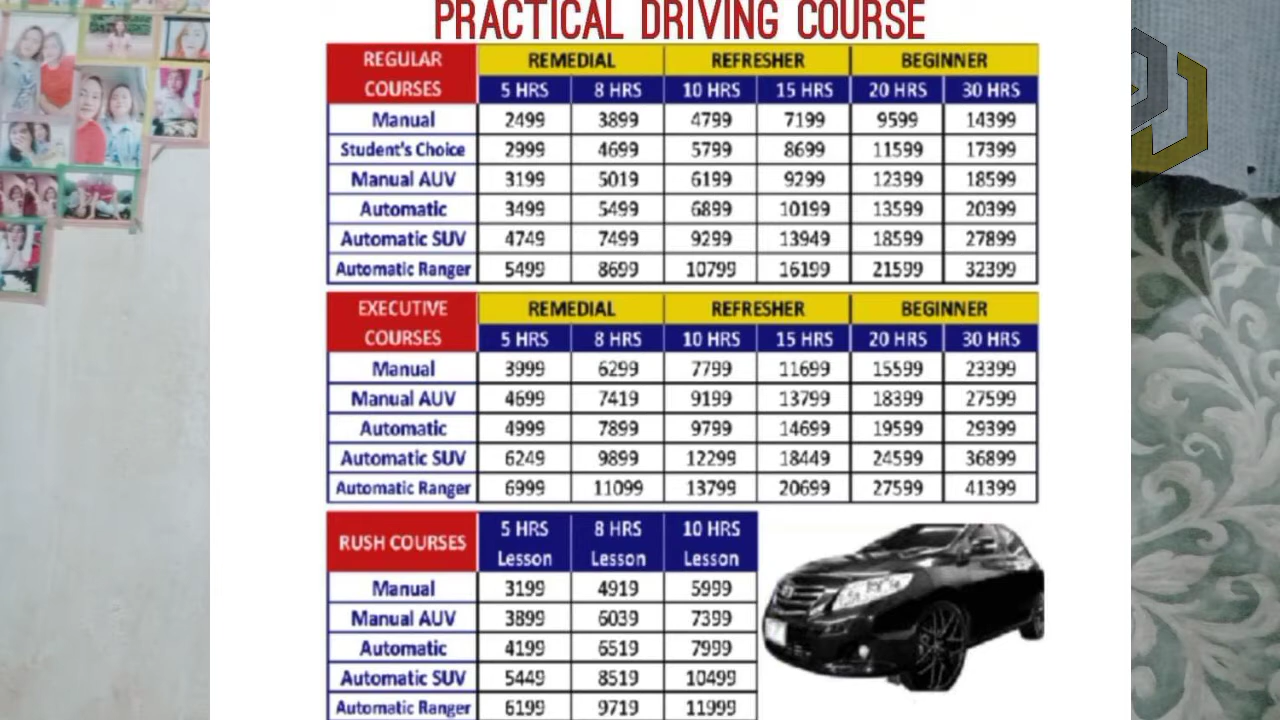 PRACTICAL DRIVING COURSE
REGULAR COURSES REMEDIAL REFRESHER BEGINNER
5 HRS 8 HRS 10 HRS 15 HRS 20 HRS 30 HRS
Manual 2499 3899 4799 7199 9599 14399
Student's Choice 2999 4699 5799 8699 11599 17399
Manual AUV 3199 5019 6199 9299 12399 18599
Automatic 3499 5499 6899 10199 13599 20399
Automatic SUV 4749 7499 9299 13949 18599 27899
Automatic Ranger 5499 8699 10799 16199 21599 32399
EXECUTIVE COURSES REMEDIAL REFRESHER BEGINNER
5 HRS 8 HRS 10 HRS 15 HRS 20 HRS 30 HRS
Manual 3999 6299 7799 11699 15599 23399
Manual AUV 4699 7419 9199 13799 18399 27599
Automatic 4999 7899 9799 14699 19599 29399
Automatic SUV 6249 9899 12299 18449 24599 36899
Automatic Ranger 6999 11099 13799 20699 27599 41399
RUSH COURSES 5 HRS Lesson 8 HRS Lesson 10 HRS Lesson
Manual 3199 4919 5999
Manual AUV 3899 6039 7399
Automatic 4199 6519 7999
Automatic SUV 5449 8519 10499
Automatic Ranger 6199 9719 11999